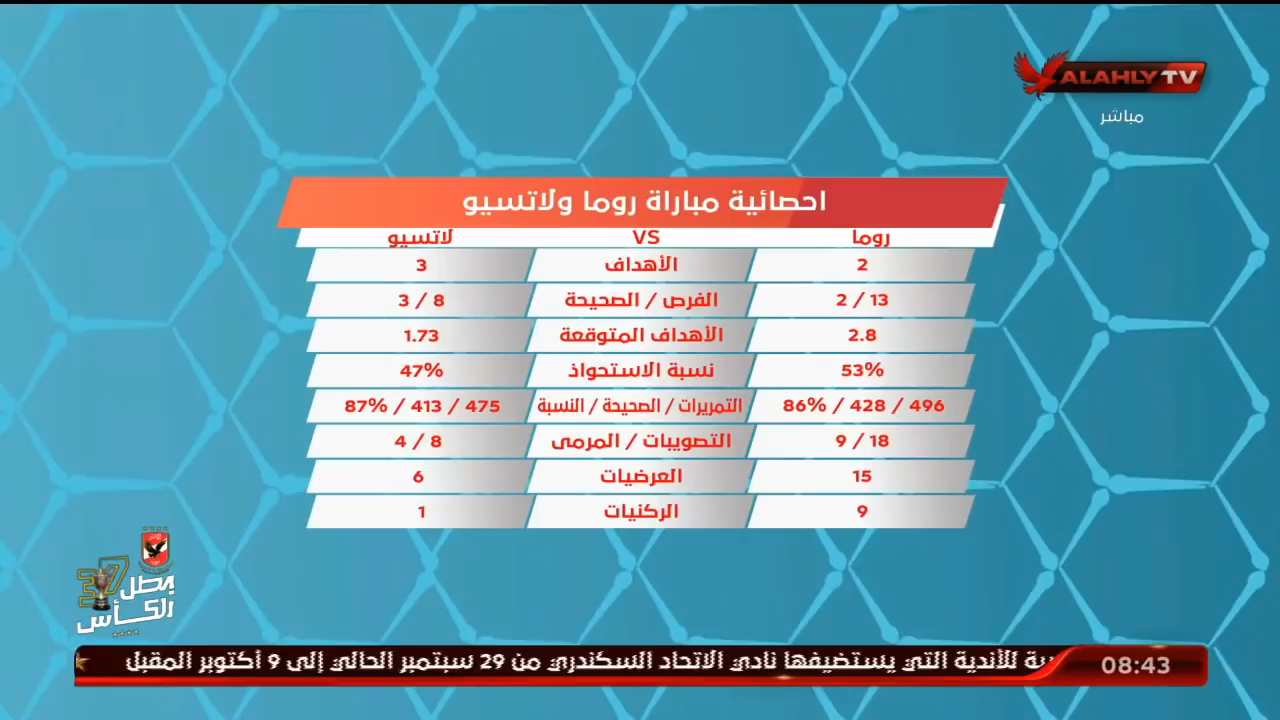 ALAHLY TV
مباشر
احصائية مباراة روما ولاتسيو
روما VS لاتسيو
2 الأهداف 3
2 / 13 الفرص / الصحيحة 3 / 8
2.8 الأهداف المتوقعة 1.73
53% نسبة الاستحواذ 47%
86% / 428 / 496 التمريرات / الصحيحة / النسبة 87% / 413 / 475
9 / 18 التصويبات / المرمى 4 / 8
15 العرضيات 6
9 الركنيات 1
37
بطل
الكأس
08:43 للأندية التي يستضيفها نادي الاتحاد السكندري من 29 سبتمبر الحالي إلى 9 أكتوبر المقبل